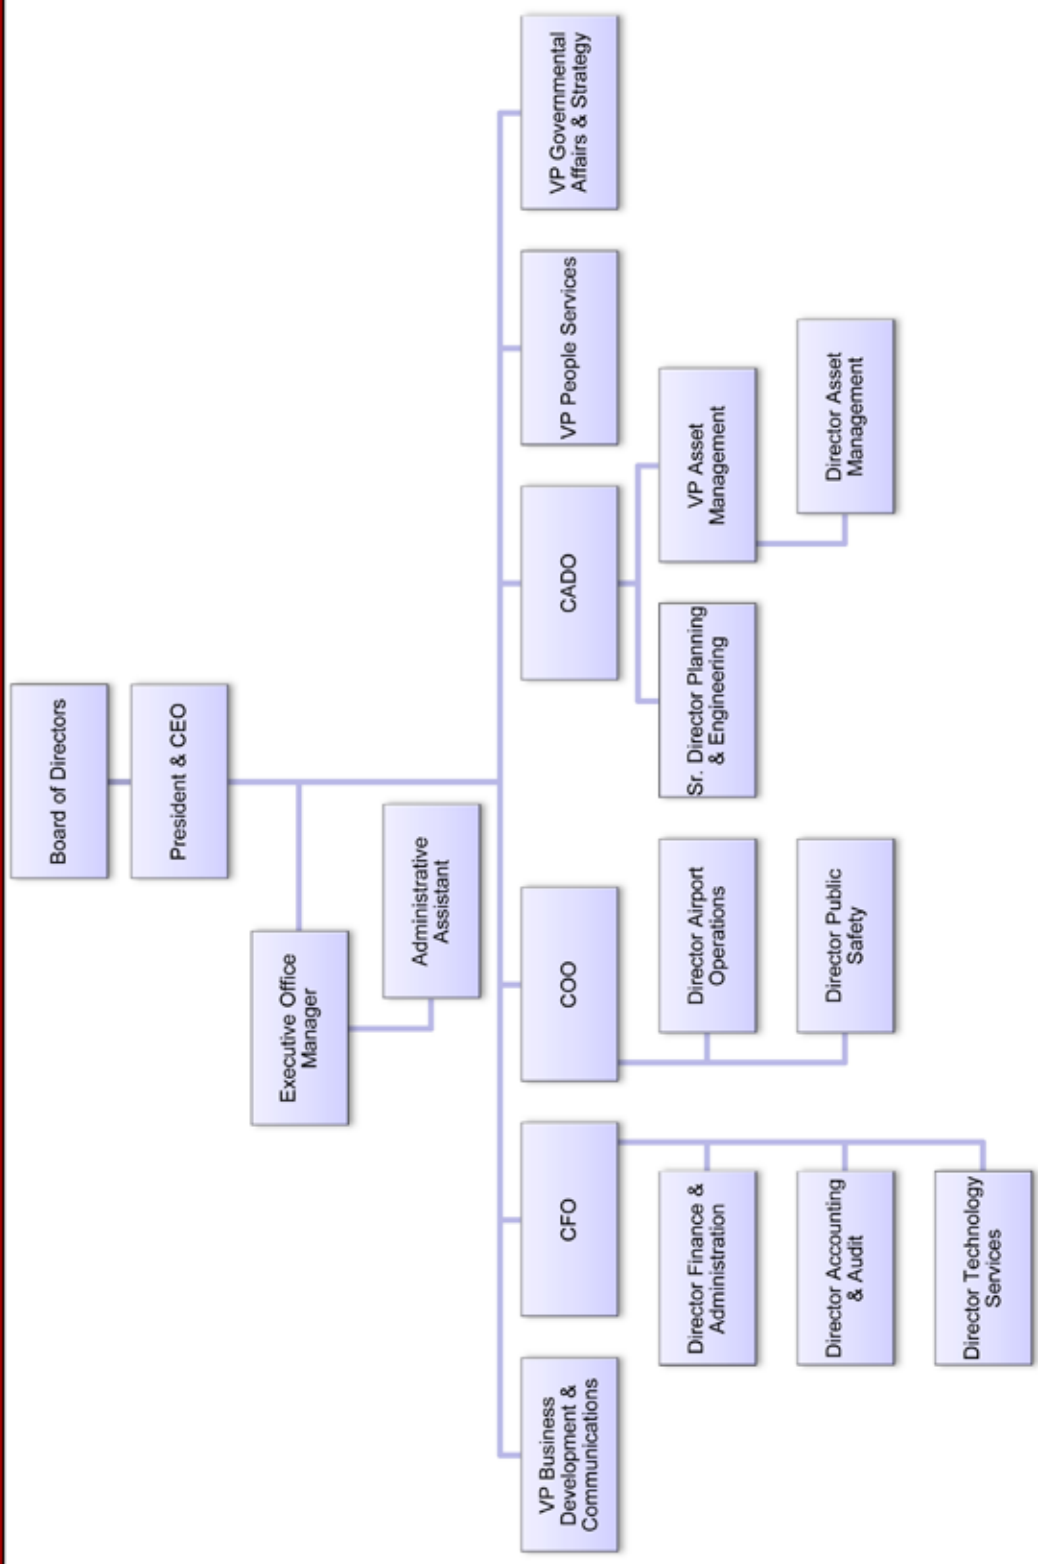 Board of Directors
President & CEO
Executive Office
Manager
Administrative
Assistant
VP Business
Development &
Communications
CFO
COO
CADO
VP People Services
VP Governmental
Affairs & Strategy
Director Finance &
Administration
Director Airport
Operations
Sr. Director Planning
& Engineering
VP Asset
Management
Director Accounting
& Audit
Director Public
Safety
Director Asset
Management
Director Technology
Services